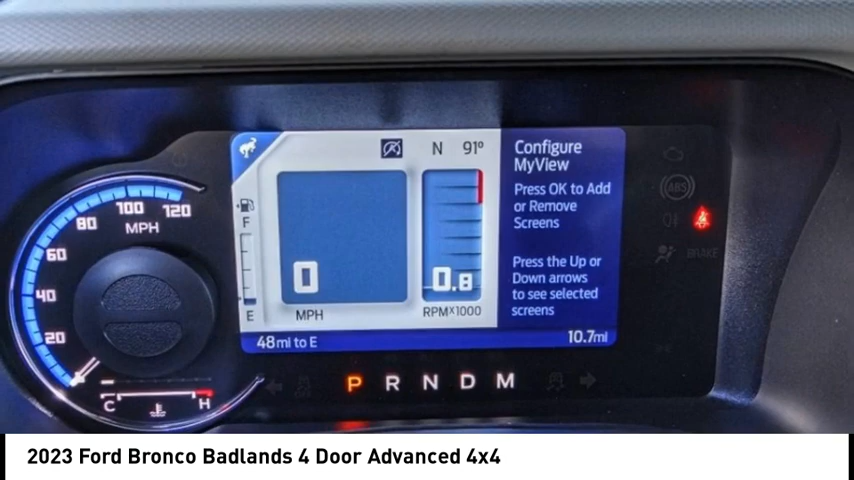 N 91°
Configure
MyView
Press OK to Add
or Remove
Screens
Press the Up or
Down arrows
to see selected
screens
F
E
0
MPH
0.8
RPMX1000
48mi to E
10.7mi
120
100
80
60
40
20
MPH
C
H
P R N D M
ABS
BRAKE
2023 Ford Bronco Badlands 4 Door Advanced 4x4